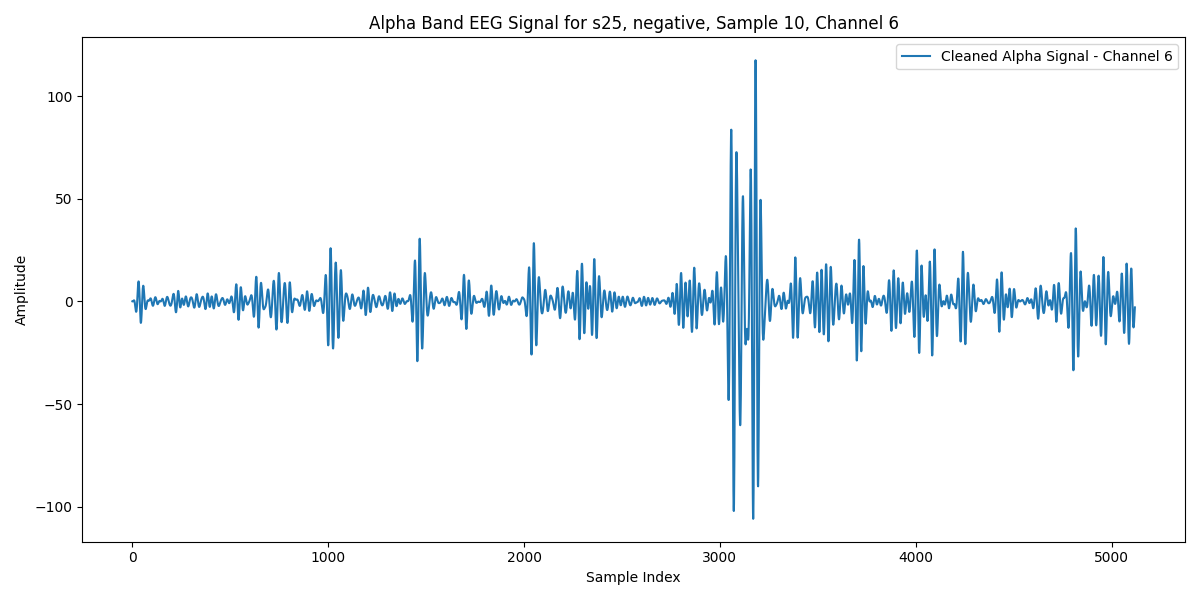 Alpha Band EEG Signal for s25, negative, Sample 10, Channel 6
Cleaned Alpha Signal - Channel 6
Amplitude
100
50
0
−50
−100
0 1000 2000 3000 4000 5000
Sample Index